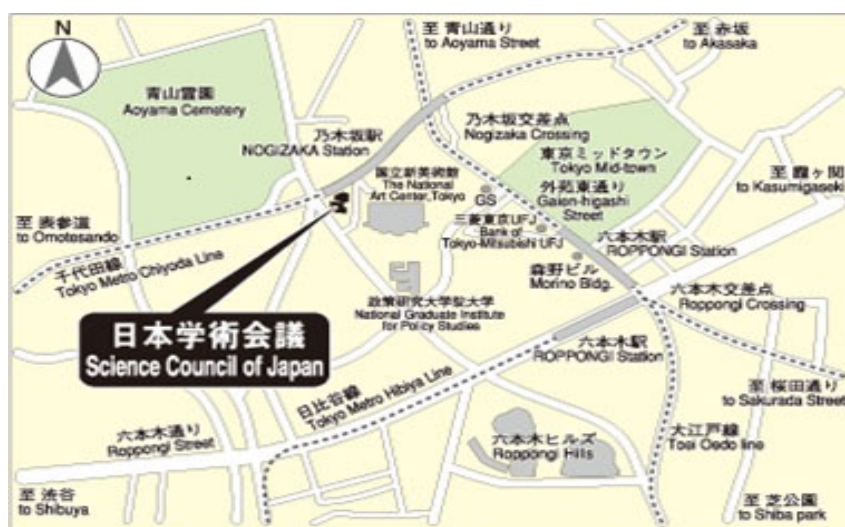 N
至 青山通り
to Aoyama Street
至 赤坂
to Akasaka
青山霊園
Aoyama Cemetery
乃木坂駅
NOGIZAKA Station
乃木坂交差点
Nogizaka Crossing
東京ミッドタウン
Tokyo Mid-town
国立新美術館
The National
Art Center,Tokyo
GS
外苑東通り
Gaien-higashi
Street
至 霞ヶ関
to Kasumigaseki
至 表参道
to Omotesando
三菱東京UFJ
Bank of
Tokyo-Mitsubishi UFJ
六本木駅
ROPPONGI Station
千代田線
Tokyo Metro Chiyoda Line
森野ビル
Morino Bldg.
六本木交差点
Roppongi Crossing
政策研究大学院大学
National Graduate Institute
for Policy Studies
日本学術会議
Science Council of Japan
六本木駅
ROPPONGI Station
日比谷線
Tokyo Metro Hibiya Line
至 桜田通り
to Sakurada Street
六本木通り
Roppongi Street
六本木ヒルズ
Roppongi Hills
大江戸線
Toei Oedo line
至 渋谷
to Shibuya
至 芝公園
to Shiba park